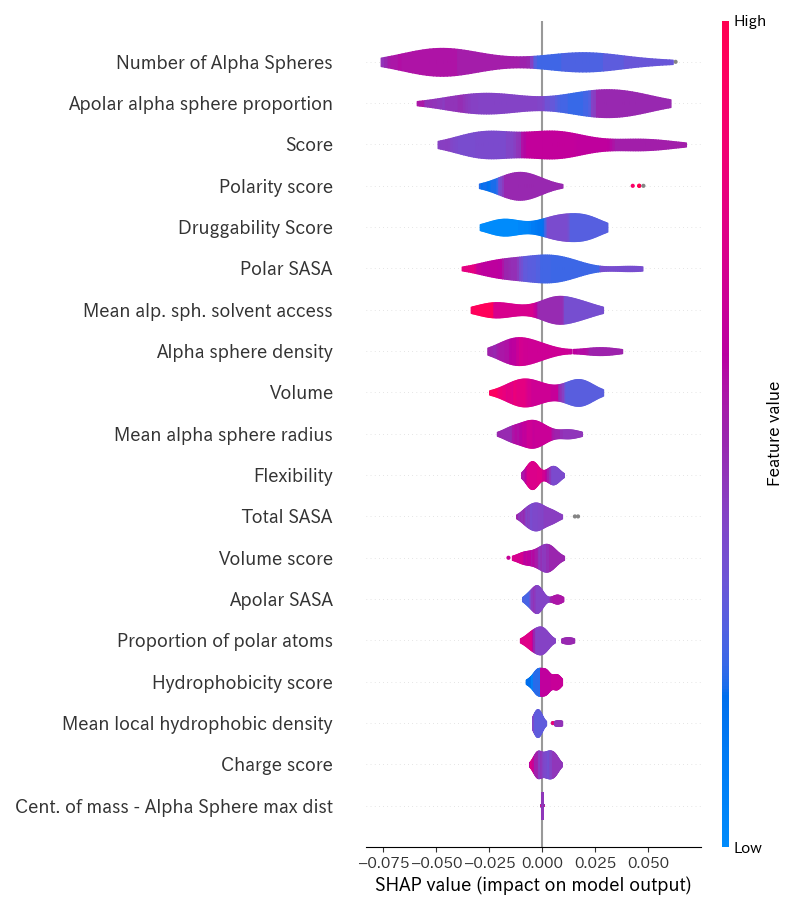 High
Number of Alpha Spheres
Apolar alpha sphere proportion
Score
Polarity score
Druggability Score
Polar SASA
Mean alp. sph. solvent access
Alpha sphere density
Volume
Mean alpha sphere radius
Flexibility
Total SASA
Volume score
Apolar SASA
Proportion of polar atoms
Hydrophobicity score
Mean local hydrophobic density
Charge score
Cent. of mass - Alpha Sphere max dist
Feature value
Low
−0.075 −0.050 −0.025 0.000 0.025 0.050
SHAP value (impact on model output)